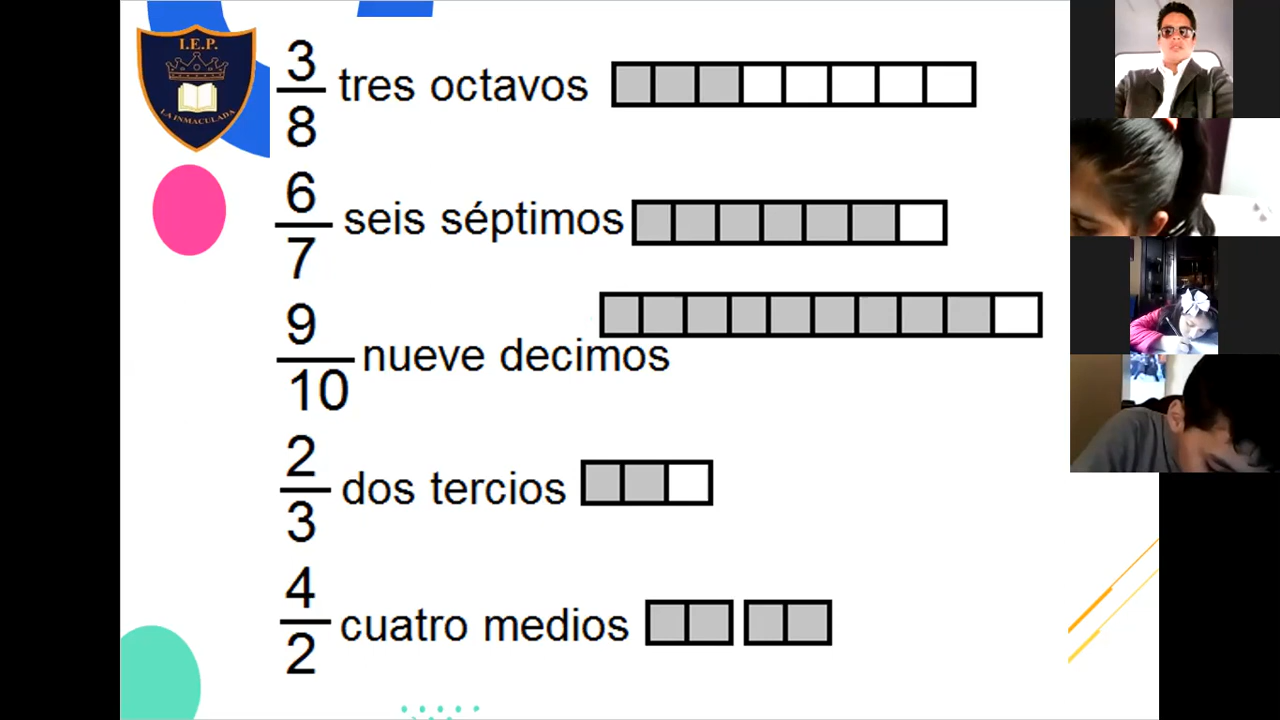 I.E.P.
LA INMACULADA
3
8
tres octavos
6
7
seis séptimos
9
10
nueve decimos
2
3
dos tercios
4
2
cuatro medios